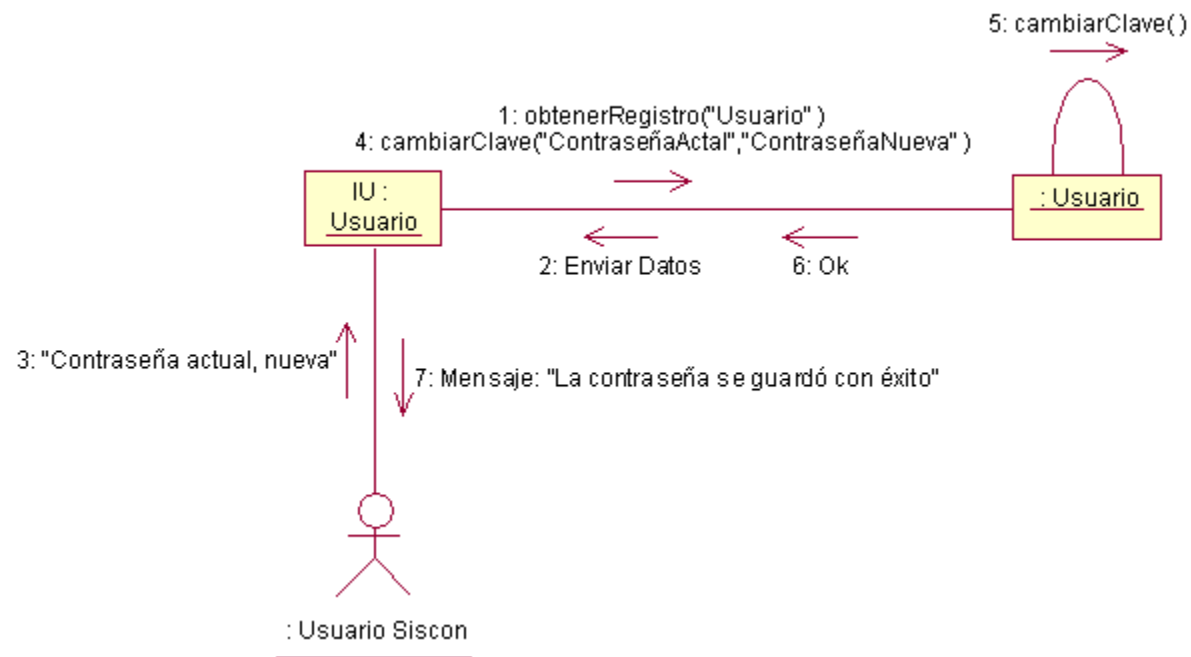 5: cambiarClave( )
1: obtenerRegistro("Usuario" )
4: cambiarClave("ContraseñaActal","ContraseñaNueva" )
IU :
Usuario
: Usuario
2: Enviar Datos
6: Ok
3: "Contraseña actual, nueva"
7: Mensaje: "La contraseña se guardó con éxito"
: Usuario Siscon